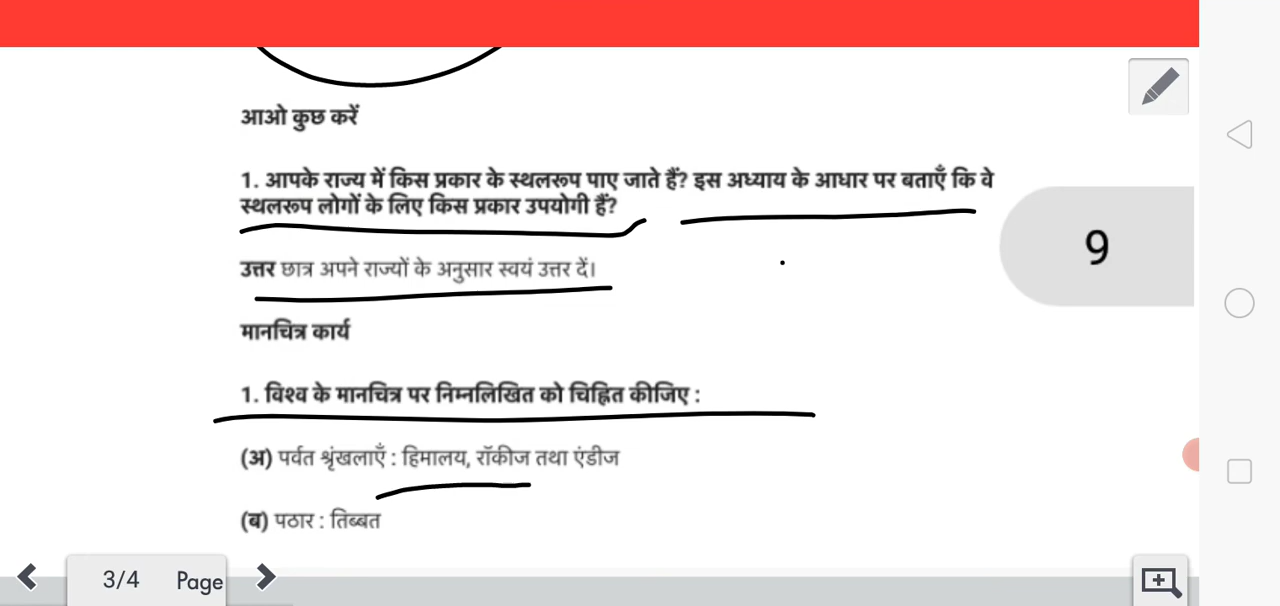 आओ कुछ करें
1. आपके राज्य में किस प्रकार के स्थलरूप पाए जाते हैं? इस अध्याय के आधार पर बताएँ कि वे
स्थलरूप लोगों के लिए किस प्रकार उपयोगी हैं?
9
उत्तर छात्र अपने राज्यों के अनुसार स्वयं उत्तर दें।
मानचित्र कार्य
1. विश्व के मानचित्र पर निम्नलिखित को चिह्नित कीजिए :
(अ) पर्वत श्रृंखलाएँ : हिमालय, रॉकीज तथा एंडीज
(ब) पठार : तिब्बत
3/4 Page